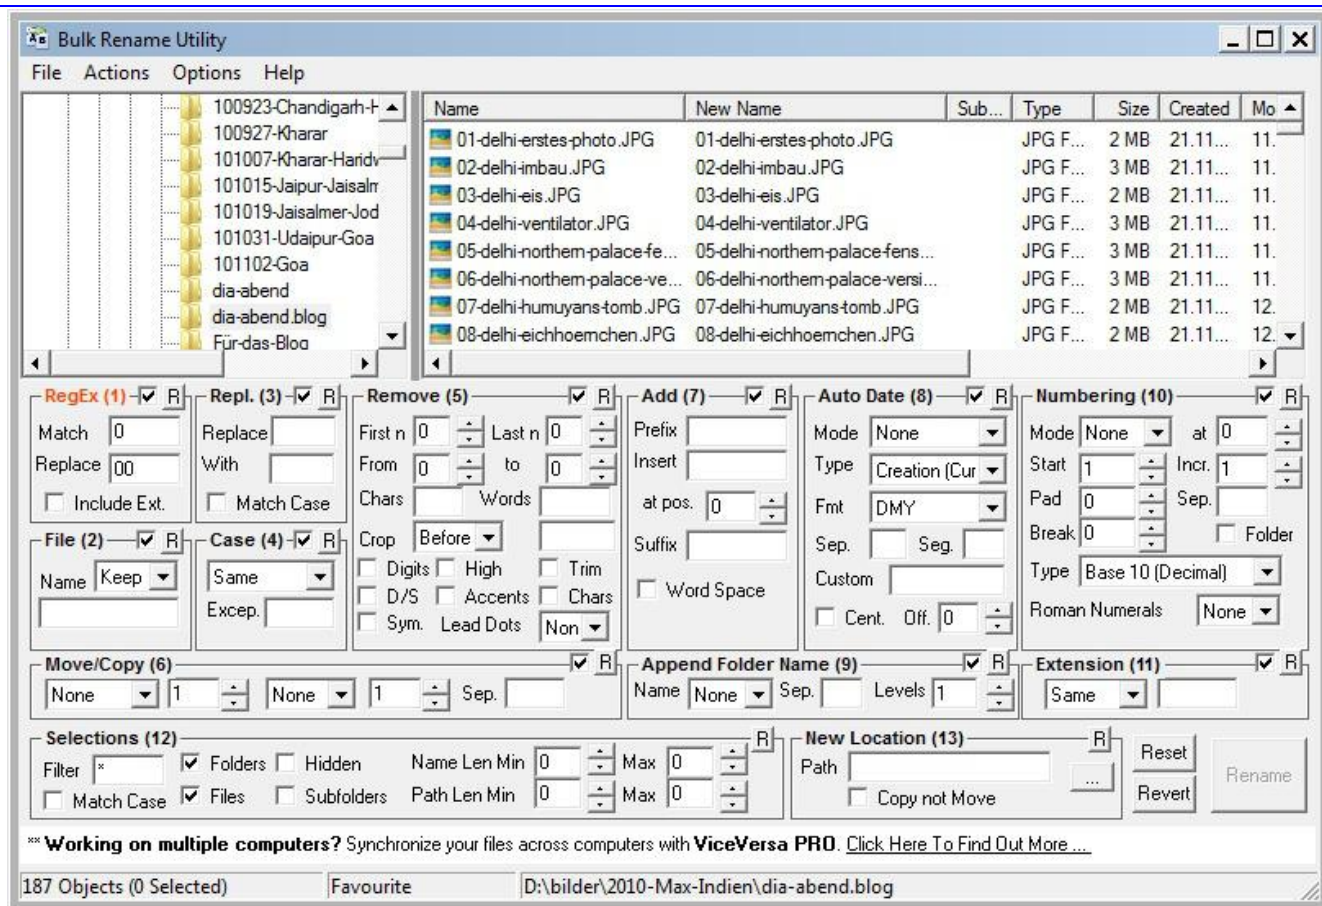 Bulk Rename Utility
File Actions Options Help
100923-Chandigarh-H
100927-Kharar
101007-Kharar-Haridw
101015-Jaipur-Jaisalm
101019-Jaisalmer-Jod
101031-Udaipur-Goa
101102-Goa
dia-abend
dia-abend.blog
Für-das-Blog
Name New Name Sub... Type Size Created Mo
01-delhi-erstes-photo.JPG 01-delhi-erstes-photo.JPG JPG F... 2 MB 21.11... 11.
02-delhi-imbau.JPG 02-delhi-imbau.JPG JPG F... 3 MB 21.11... 11.
03-delhi-eis.JPG 03-delhi-eis.JPG JPG F... 2 MB 21.11... 11.
04-delhi-ventilator.JPG 04-delhi-ventilator.JPG JPG F... 3 MB 21.11... 11.
05-delhi-northern-palace-fe... 05-delhi-northern-palace-fens... JPG F... 3 MB 21.11... 11.
06-delhi-northern-palace-ve... 06-delhi-northern-palace-versi... JPG F... 3 MB 21.11... 11.
07-delhi-humuyans-tomb.JPG 07-delhi-humuyans-tomb.JPG JPG F... 2 MB 21.11... 12.
08-delhi-eichhoernchen.JPG 08-delhi-eichhoernchen.JPG JPG F... 2 MB 21.11... 12.
RegEx (1) R
Match 0
Replace 00
Include Ext.
Repl. (3) R
Replace
With
Match Case
File (2) R
Name Keep
Case (4) R
Same
Excep.
Remove (5) R
First n 0 Last n 0
From 0 to 0
Chars Words
Crop Before
Digits High Trim
D/S Accents Chars
Sym. Lead Dots Non
Add (7) R
Prefix
Insert
at pos. 0
Suffix
Word Space
Auto Date (8) R
Mode None
Type Creation (Cur
Fmt DMY
Sep. Seg.
Custom
Cent. Off. 0
Numbering (10) R
Mode None at 0
Start 1 Incr. 1
Pad 0 Sep.
Break 0 Folder
Type Base 10 (Decimal)
Roman Numerals None
Move/Copy (6) R
None 1 None 1 Sep.
Append Folder Name (9) R
Name None Sep. Levels 1
Extension (11) R
Same
Selections (12) R
Filter * Folders Hidden Name Len Min 0 Max 0
Match Case Files Subfolders Path Len Min 0 Max 0
New Location (13) R
Path ...
Copy not Move
Reset
Revert
Rename
** Working on multiple computers? Synchronize your files across computers with ViceVersa PRO. Click Here To Find Out More ...
187 Objects (0 Selected) Favourite D:\bilder\2010-Max-Indien\dia-abend.blog